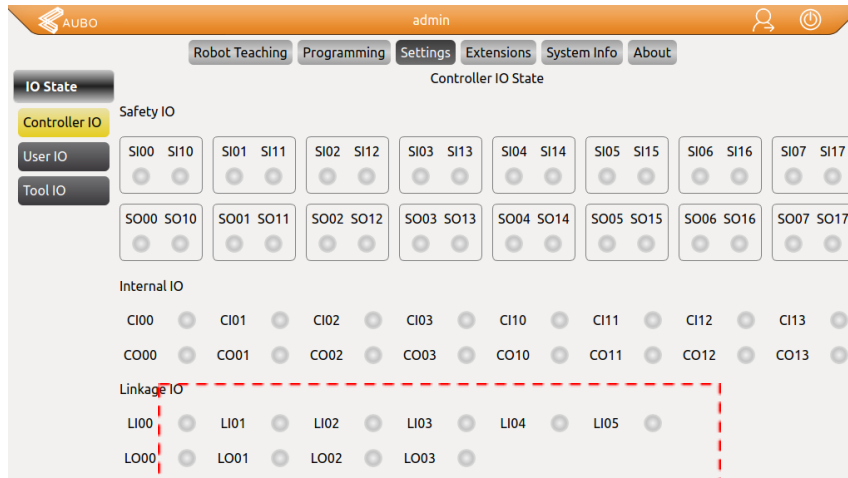 AUBO admin
Robot Teaching Programming Settings Extensions System Info About
Controller IO State
IO State
Controller IO
User IO
Tool IO
Safety IO
SI00 SI10 SI01 SI11 SI02 SI12 SI03 SI13 SI04 SI14 SI05 SI15 SI06 SI16 SI07 SI17
SO00 SO10 SO01 SO11 SO02 SO12 SO03 SO13 SO04 SO14 SO05 SO15 SO06 SO16 SO07 SO17
Internal IO
CI00 CI01 CI02 CI03 CI10 CI11 CI12 CI13
CO00 CO01 CO02 CO03 CO10 CO11 CO12 CO13
Linkage IO
LI00 LI01 LI02 LI03 LI04 LI05
LO00 LO01 LO02 LO03